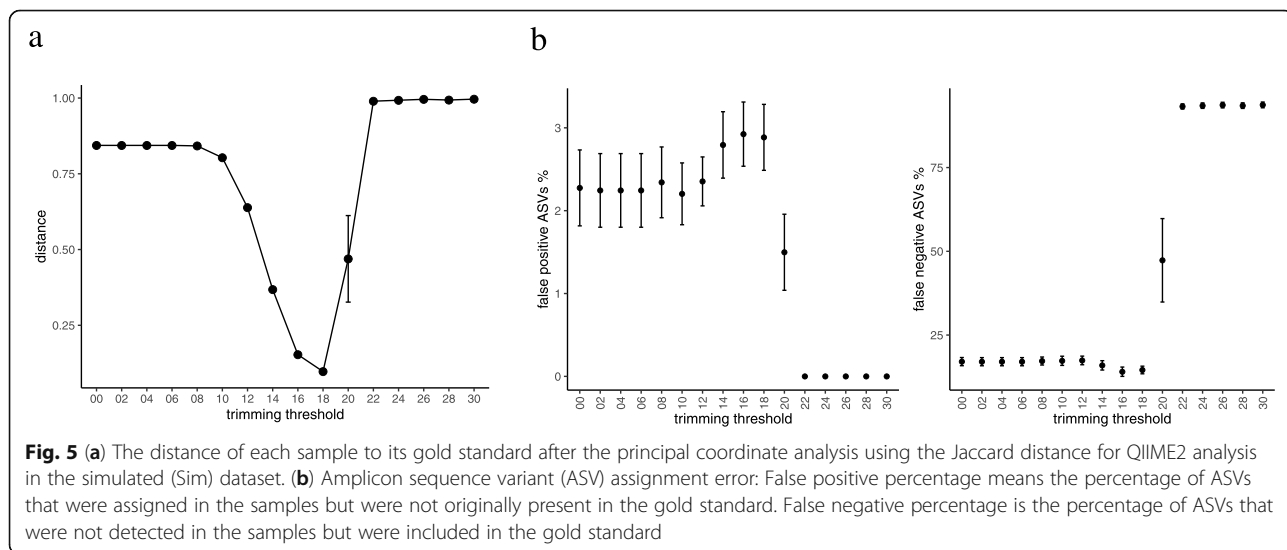 a
1.00
0.75
0.50
0.25
distance
00 02 04 06 08 10 12 14 16 18 20 22 24 26 28 30
trimming threshold
b
3
2
1
0
false positive ASVs %
00 02 04 06 08 10 12 14 16 18 20 22 24 26 28 30
trimming threshold
75
50
25
false negative ASVs %
00 02 04 06 08 10 12 14 16 18 20 22 24 26 28 30
trimming threshold
Fig. 5 (a) The distance of each sample to its gold standard after the principal coordinate analysis using the Jaccard distance for QIIME2 analysis
in the simulated (Sim) dataset. (b) Amplicon sequence variant (ASV) assignment error: False positive percentage means the percentage of ASVs
that were assigned in the samples but were not originally present in the gold standard. False negative percentage is the percentage of ASVs that
were not detected in the samples but were included in the gold standard